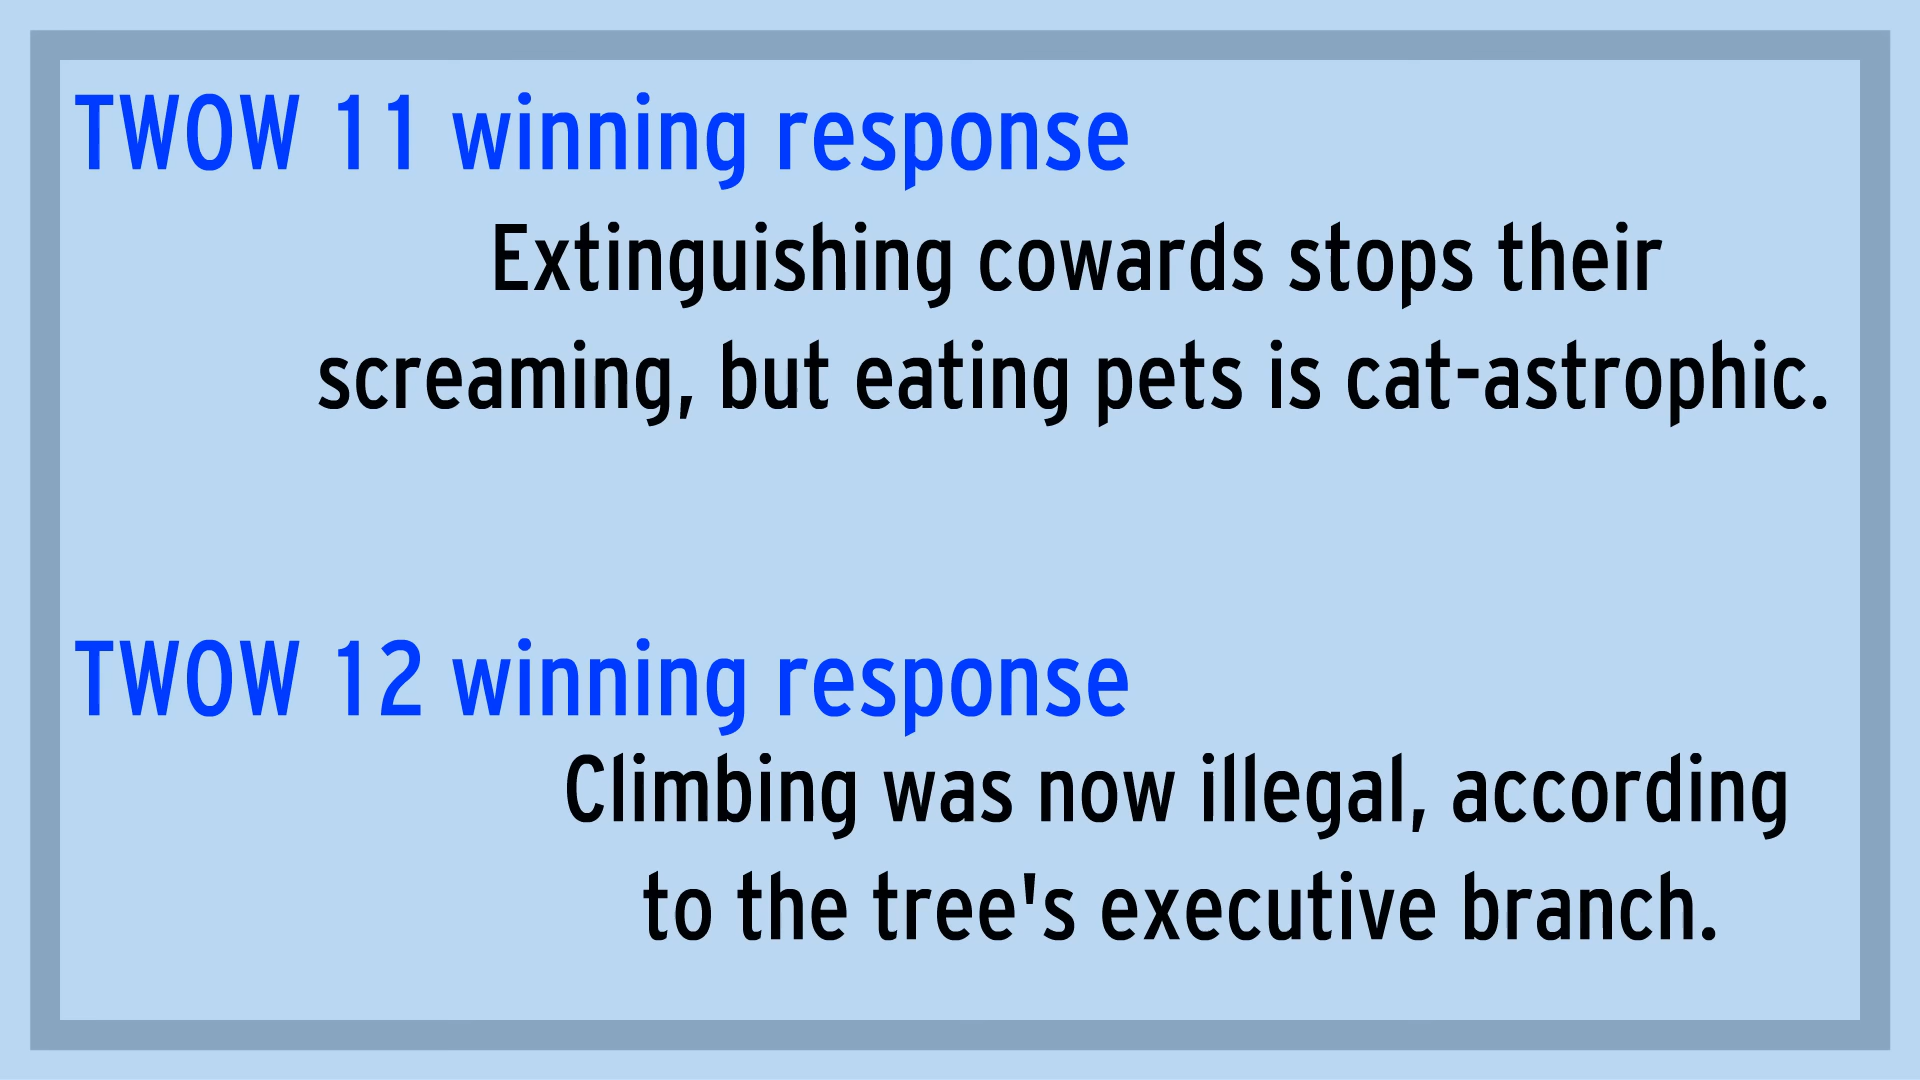 TWOW 11 winning response
Extinguishing cowards stops their
screaming, but eating pets is cat-astrophic.
TWOW 12 winning response
Climbing was now illegal, according
to the tree's executive branch.